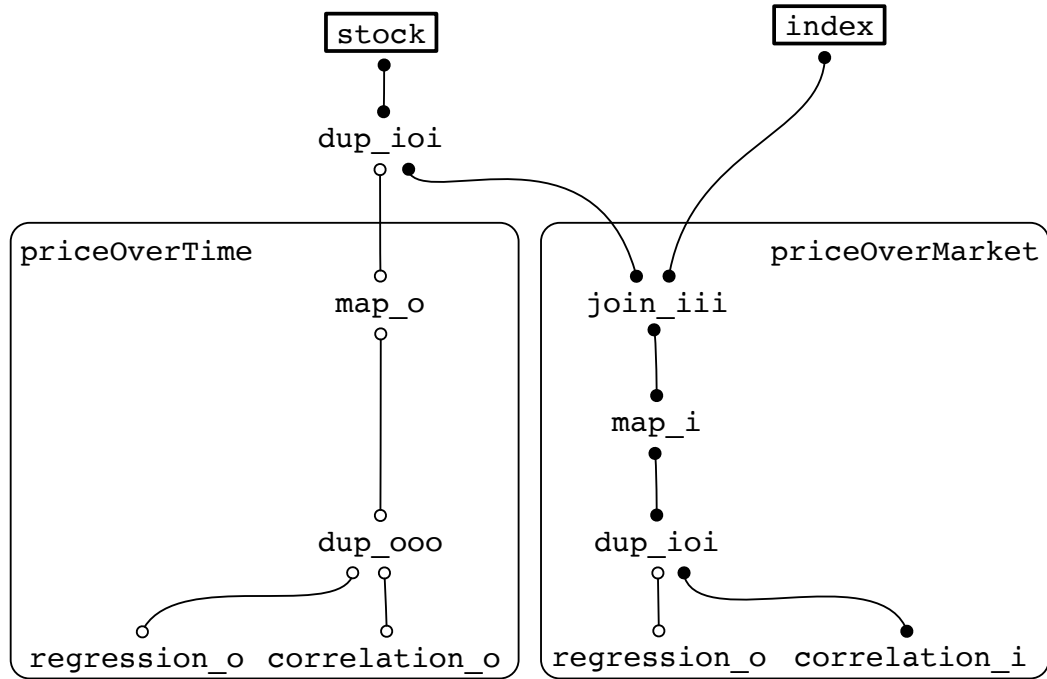 stock
index
dup_ioi
priceOverTime
priceOverMarket
map_o
join_iii
map_i
dup_ooo
dup_ioi
regression_o
correlation_o
regression_o
correlation_i